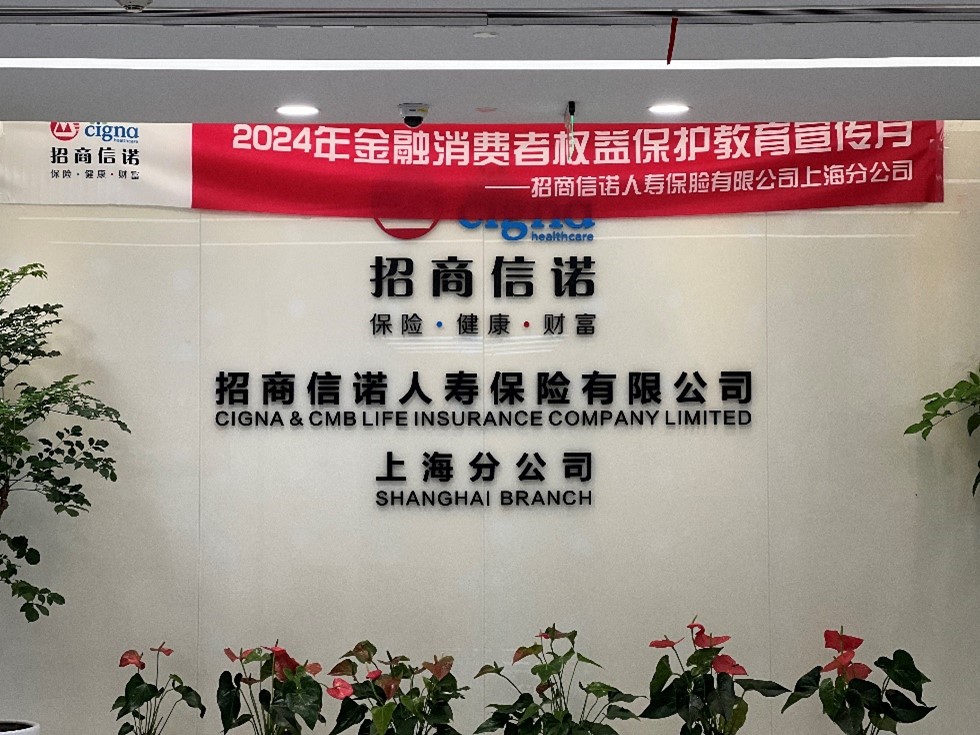 cigna
healthcare
招商信诺
保险·健康·财富
2024年金融消费者权益保护教育宣传月
——招商信诺人寿保险有限公司上海分公司
cigna
healthcare
招商信诺
保险·健康·财富
招商信诺人寿保险有限公司
CIGNA & CMB LIFE INSURANCE COMPANY LIMITED
上海分公司
SHANGHAI BRANCH